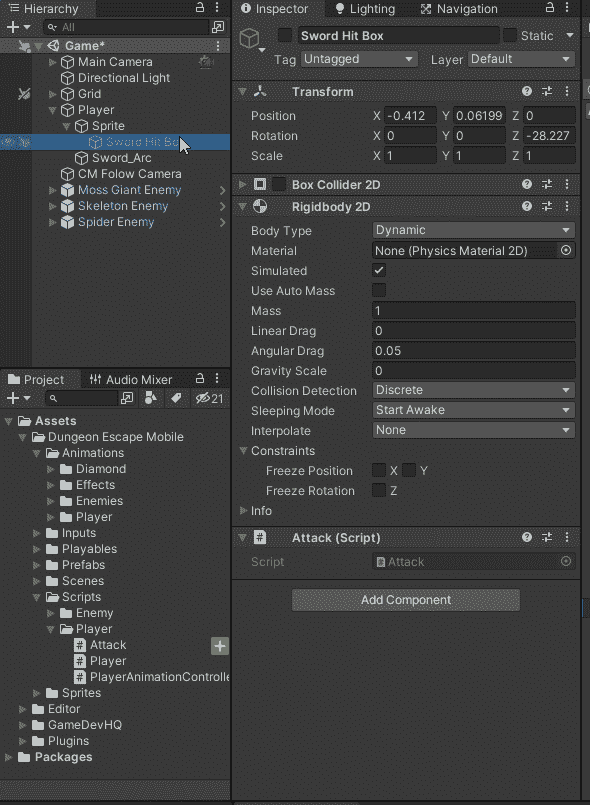 Hierarchy
All
Game*
Main Camera
Directional Light
Grid
Player
Sprite
Sword Hit Bo
Sword_Arc
CM Folow Camera
Moss Giant Enemy
Skeleton Enemy
Spider Enemy
Project
Audio Mixer
21
Assets
Dungeon Escape Mobile
Animations
Diamond
Effects
Enemies
Player
Inputs
Playables
Prefabs
Scenes
Scripts
Enemy
Player
Attack
Player
PlayerAnimationControlle
Sprites
Editor
GameDevHQ
Plugins
Packages
Inspector Lighting Navigation
Sword Hit Box Static
Tag Untagged Layer Default
Transform
Position X -0.412 Y 0.06199 Z 0
Rotation X 0 Y 0 Z -28.227
Scale X 1 Y 1 Z 1
Box Collider 2D
Rigidbody 2D
Body Type Dynamic
Material None (Physics Material 2D)
Simulated
Use Auto Mass
Mass 1
Linear Drag 0
Angular Drag 0.05
Gravity Scale 0
Collision Detection Discrete
Sleeping Mode Start Awake
Interpolate None
Constraints
Freeze Position X Y
Freeze Rotation Z
Info
# Attack (Script)
Script Attack
Add Component